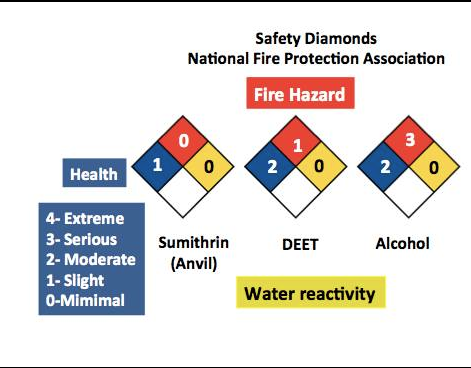 Safety Diamonds
National Fire Protection Association
Fire Hazard
0
1
0
1
2
0
3
2
0
Health
4- Extreme
3- Serious
2- Moderate
1- Slight
0-Mimimal
Sumithrin
(Anvil)
DEET
Alcohol
Water reactivity